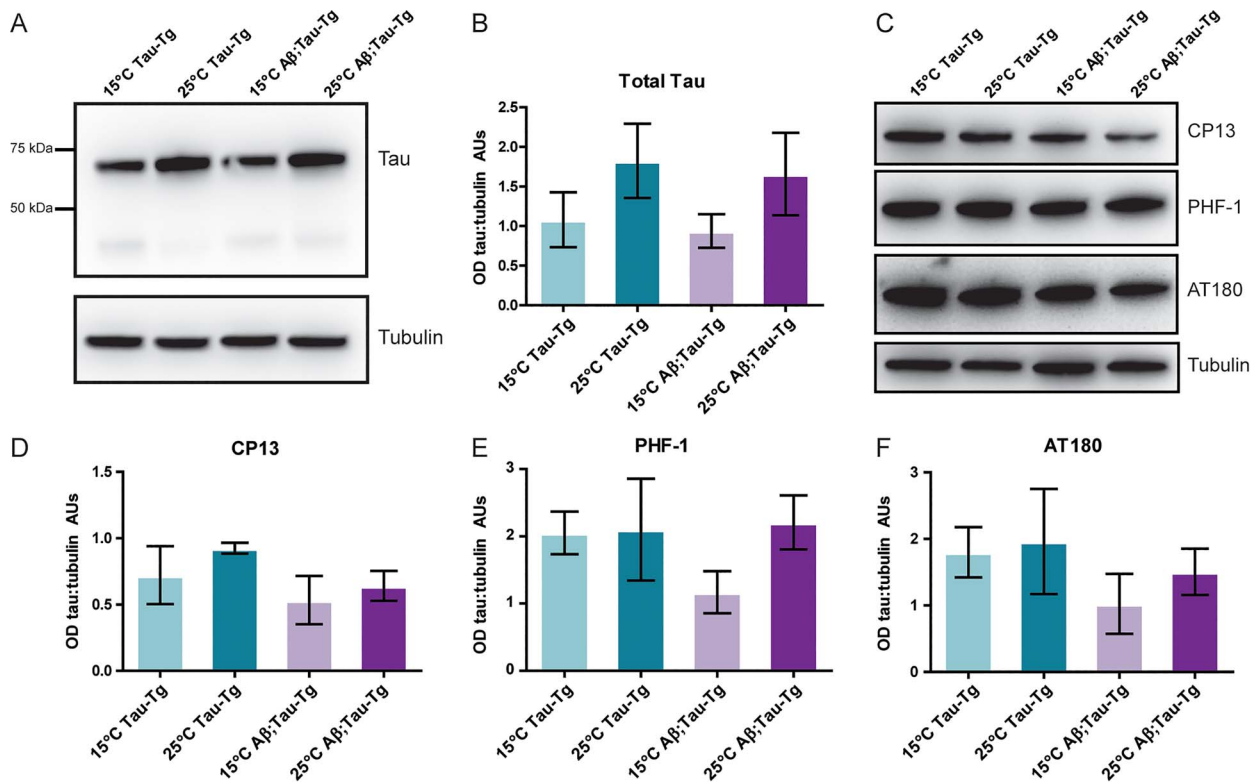 A
15°C Tau-Tg
25°C Tau-Tg
15°C Aβ;Tau-Tg
25°C Aβ;Tau-Tg
75 kDa
50 kDa
Tau
Tubulin
B
Total Tau
OD tau:tubulin AUs
2.5
2.0
1.5
1.0
0.5
0.0
15°C Tau-Tg
25°C Tau-Tg
15°C Aβ;Tau-Tg
25°C Aβ;Tau-Tg
C
15°C Tau-Tg
25°C Tau-Tg
15°C Aβ;Tau-Tg
25°C Aβ;Tau-Tg
CP13
PHF-1
AT180
Tubulin
D
CP13
OD tau:tubulin AUs
1.5
1.0
0.5
0.0
15°C Tau-Tg
25°C Tau-Tg
15°C Aβ;Tau-Tg
25°C Aβ;Tau-Tg
E
PHF-1
OD tau:tubulin AUs
3
2
1
0
15°C Tau-Tg
25°C Tau-Tg
15°C Aβ;Tau-Tg
25°C Aβ;Tau-Tg
F
AT180
OD tau:tubulin AUs
3
2
1
0
15°C Tau-Tg
25°C Tau-Tg
15°C Aβ;Tau-Tg
25°C Aβ;Tau-Tg